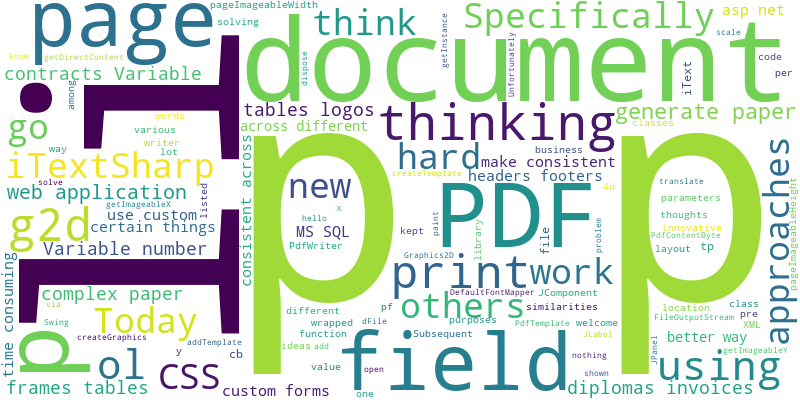 page
pageImageableWidth
solving
think
Specifically
asp net
know
getDirectContent
dispose
getInstance
Unfortunately
scale
document
contracts Variable
among
iText
code
per
i
I
words
tables logos
thinking
generate paper
go
various
across different
classes
way
writer
lot
hard
business
make consistent
iTextSharp
p
p
headers footers
createTemplate
4d
translate
web application
new
parameters
getImageableX
g2d
use custom
listed
consistent across
hello
x
PDF
thoughts
innovative
certain things
MS SQL
kept
paint
library
file
problem
PdfContentByte
approaches
pageImageableHeight
Variable number
PdfWriter
Graphics2D
layout
tp
solve
time consuming
print
work
I
complex paper
DefaultFontMapper
JComponent
class
pre
different
others
similarities
location
via
Today
wrapped
pf
FileOutputStream
XML
Swing
dFile
purposes
PdfTemplate
welcome
function
Subsequent
JLabel
better way
createGraphics
addTemplate
ideas
add
field
nothing
JPanel
getImageableY
p
ol
y
cb
CSS
value
open
shown
using
frames tables
custom forms
one
diplomas invoices